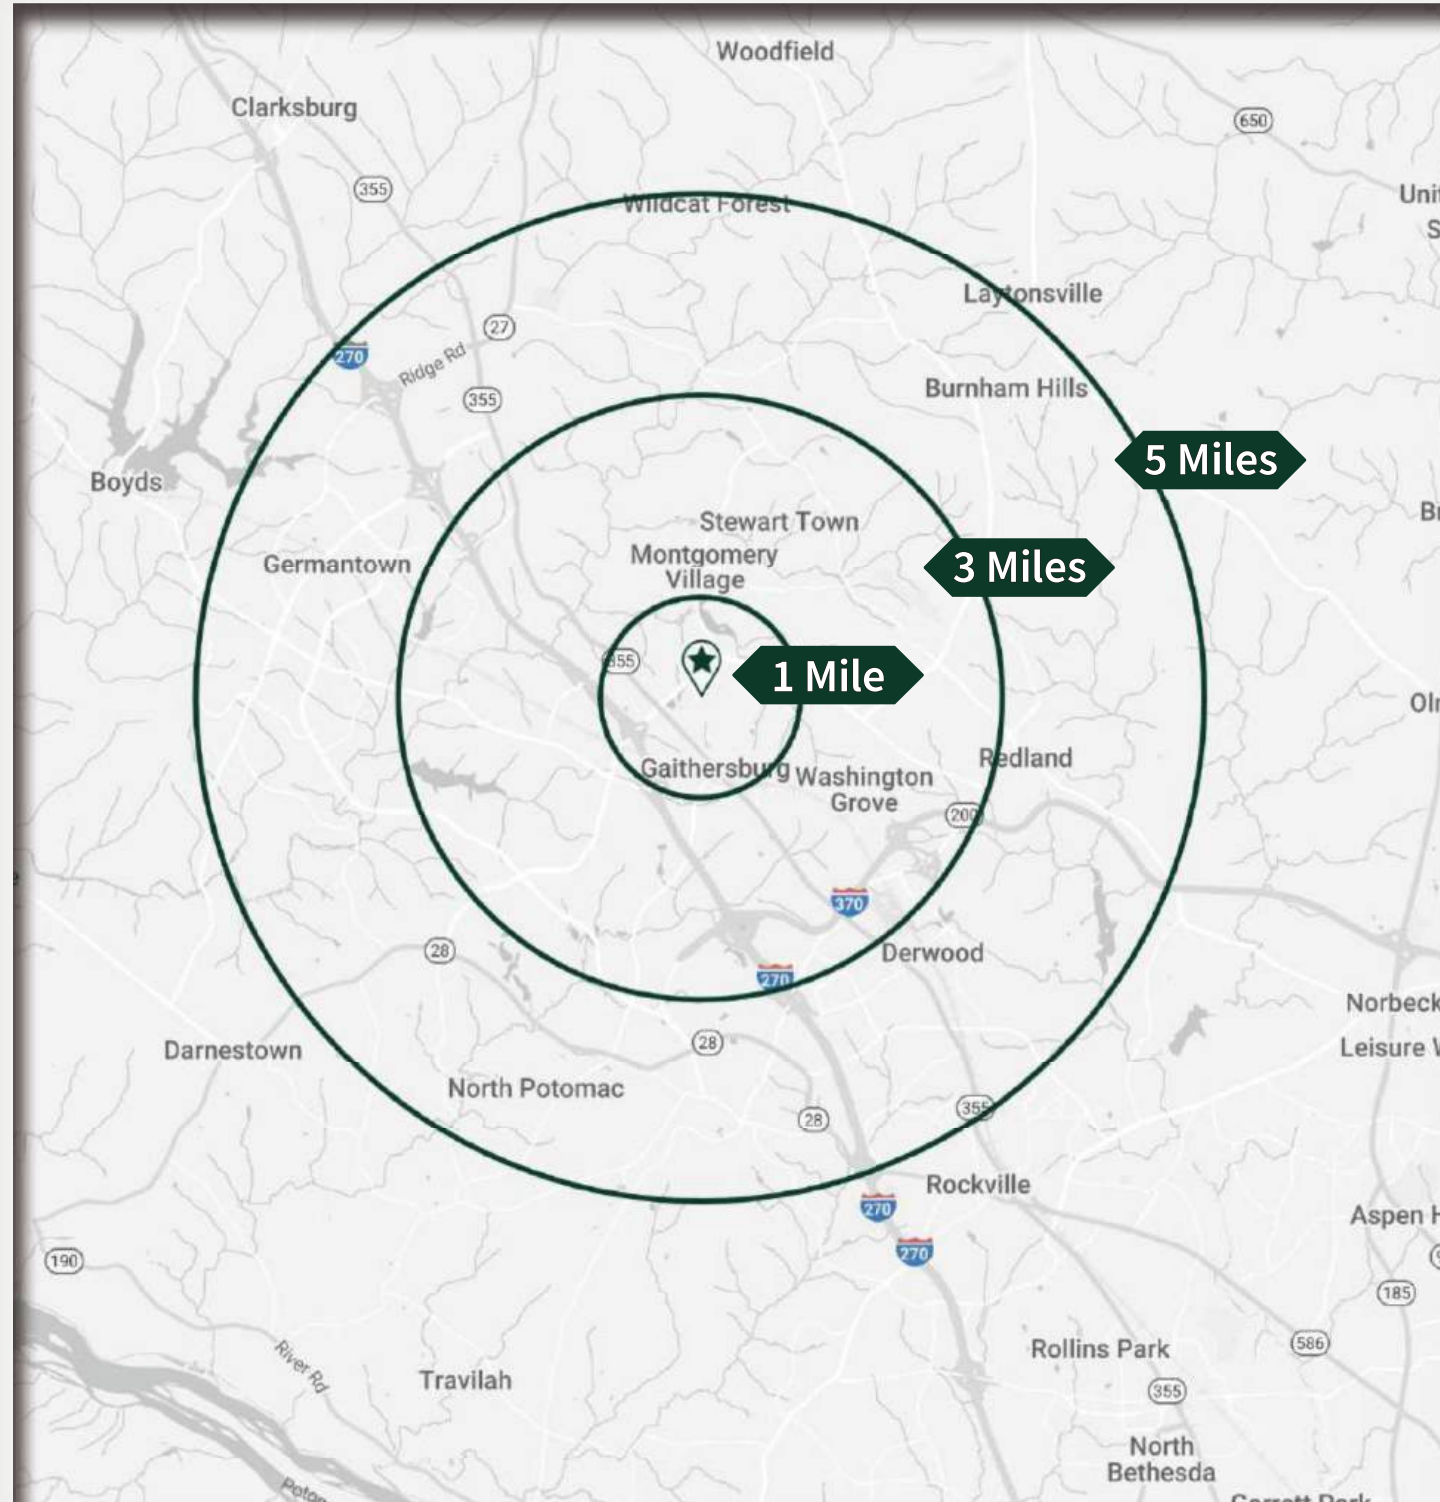 Woodfield
Clarksburg
650
355
Wildcat Forest
Laytonsville
27
270
Ridge Rd
355
Burnham Hills
5 Miles
Boyds
Stewart Town
Montgomery
Village
Germantown
3 Miles
355
1 Mile
Gaithersburg
Washington
Grove
Redland
200
370
28
Derwood
270
Norbeck
Darnestown
28
Leisure
North Potomac
355
28
Rockville
270
Aspen
270
190
185
586
River Rd
Rollins Park
Travilah
355
North
Bethesda